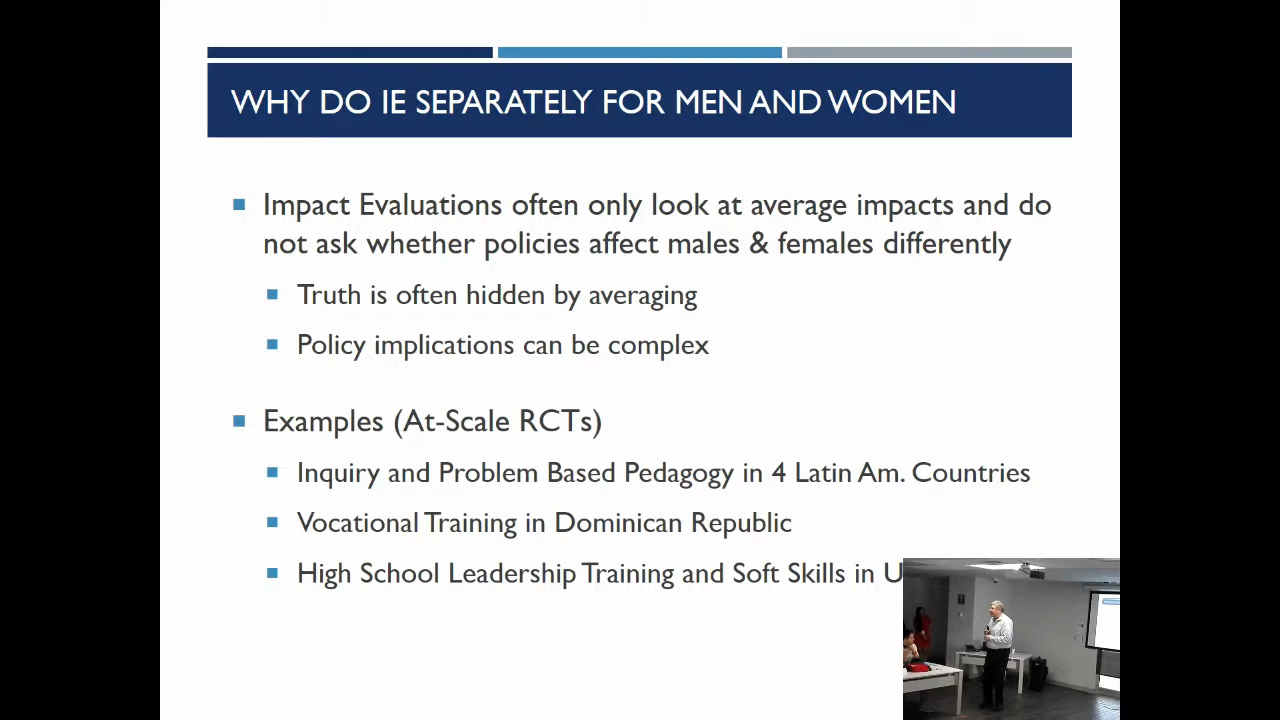 WHY DO IE SEPARATELY FOR MEN AND WOMEN
Impact Evaluations often only look at average impacts and do
not ask whether policies affect males & females differently
Truth is often hidden by averaging
Policy implications can be complex
Examples (At-Scale RCTs)
Inquiry and Problem Based Pedagogy in 4 Latin Am. Countries
Vocational Training in Dominican Republic
High School Leadership Training and Soft Skills in